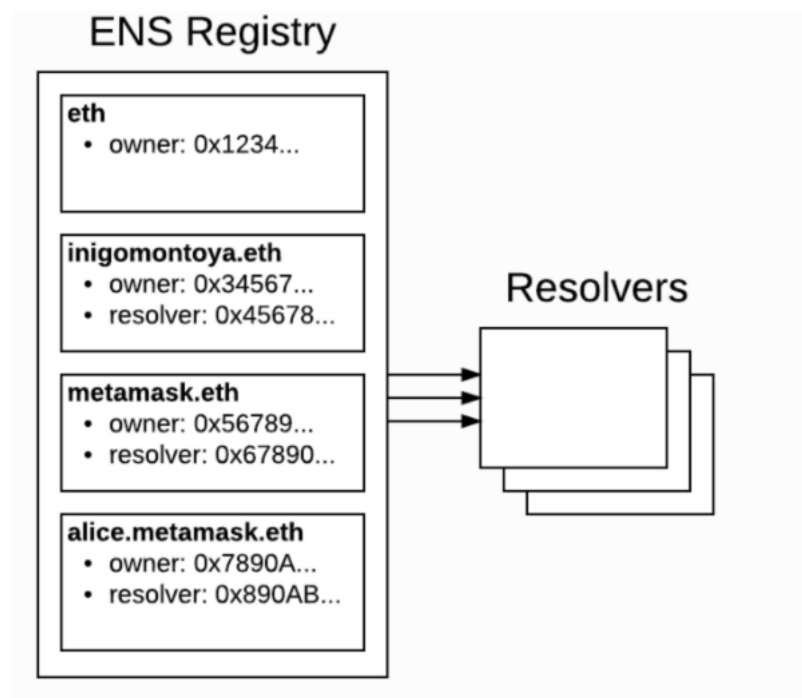 ENS Registry
eth
• owner: 0x1234...
inigomontoya.eth
• owner: 0x34567...
• resolver: 0x45678...
metamask.eth
• owner: 0x56789...
• resolver: 0x67890...
alice.metamask.eth
• owner: 0x7890A...
• resolver: 0x890AB...
Resolvers